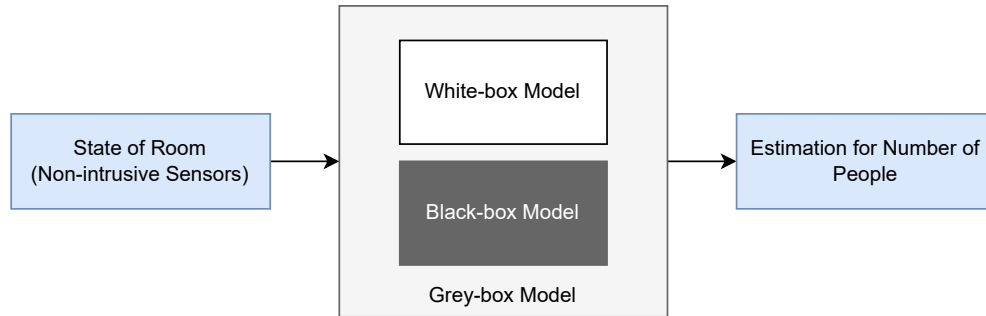 State of Room
(Non-intrusive Sensors)
White-box Model
Black-box Model
Grey-box Model
Estimation for Number of
People